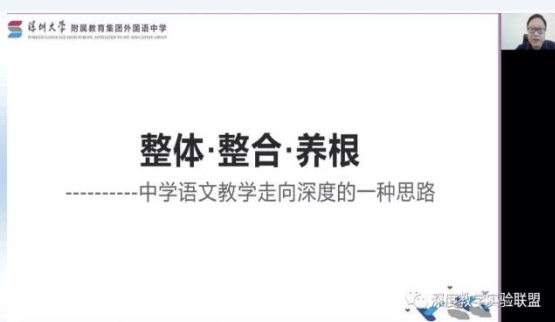 深圳大学 附属教育集团外国语中学
整体·整合·养根
----------中学语文教学走向深度的一种思路
深度教学实验联盟